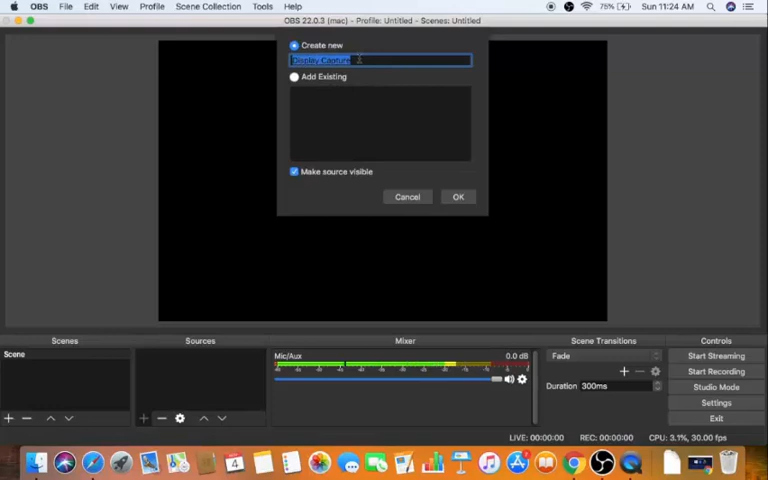 OBS File Edit View Profile Scene Collection Tools Help 75% Sun 11:24 AM
OBS 22.0.3 (mac) - Profile: Untitled - Scenes: Untitled
Create new
Display Capture
Add Existing
Make source visible
Cancel OK
Scenes Sources Mixer Scene Transitions Controls
Scene
Mic/Aux 0.0 dB
Fade
Duration 300ms
Start Streaming
Start Recording
Studio Mode
Settings
Exit
LIVE: 00:00:00 REC: 00:00:00 CPU: 3.1%, 30.00 fps
4